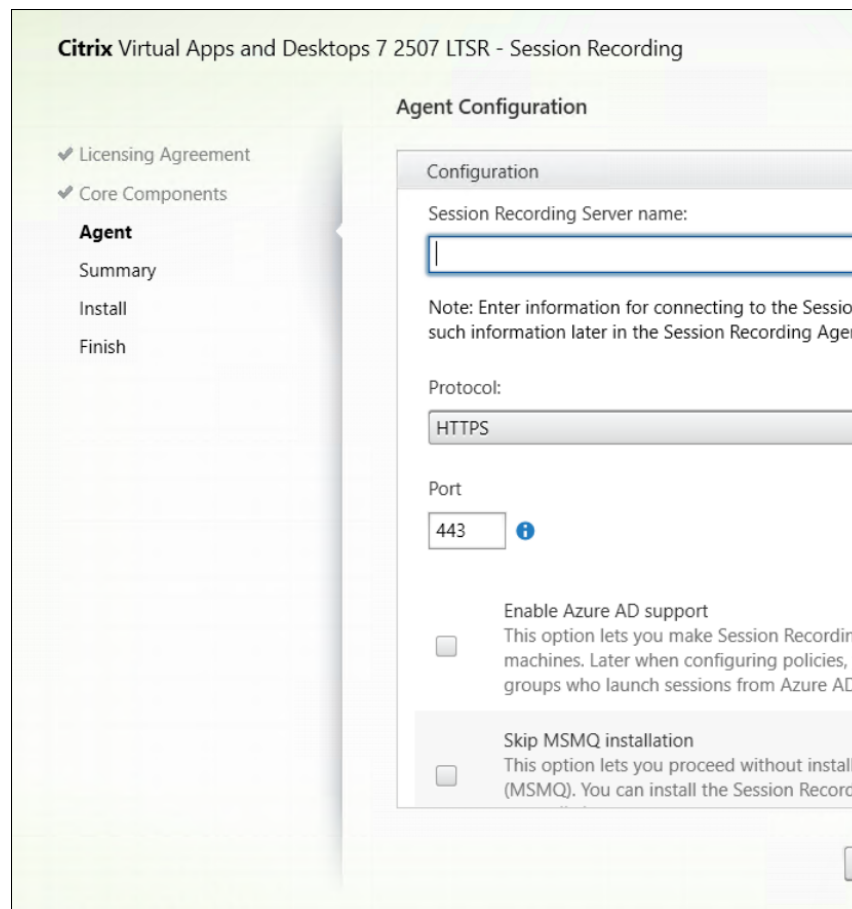 Citrix Virtual Apps and Desktops 7 2507 LTSR - Session Recording
Agent Configuration
Licensing Agreement
Core Components
Agent
Summary
Install
Finish
Configuration
Session Recording Server name:
Note: Enter information for connecting to the Sessio
such information later in the Session Recording Age
Protocol:
HTTPS
Port
443
Enable Azure AD support
This option lets you make Session Recordin
machines. Later when configuring policies,
groups who launch sessions from Azure AD
Skip MSMQ installation
This option lets you proceed without install
(MSMQ). You can install the Session Record